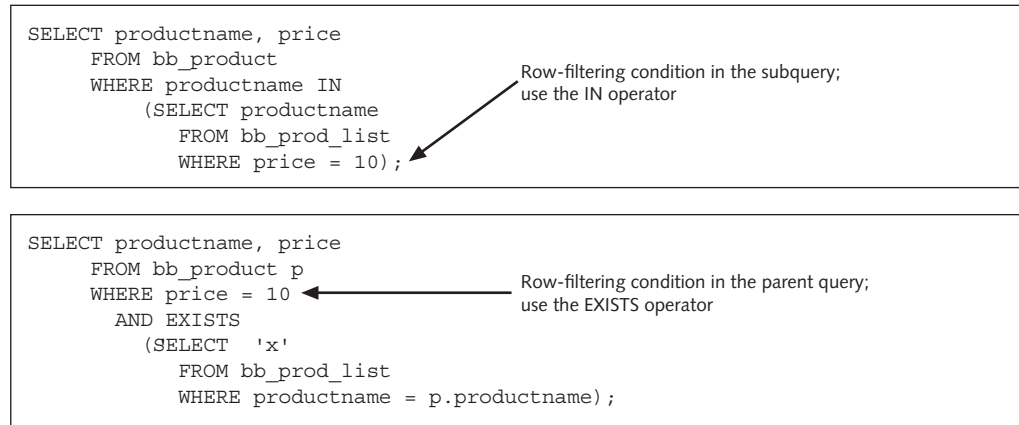 SELECT productname, price
FROM bb_product
WHERE productname IN
(SELECT productname
FROM bb_prod_list
WHERE price = 10);
Row-filtering condition in the subquery;
use the IN operator
SELECT productname, price
FROM bb_product p
WHERE price = 10
AND EXISTS
(SELECT 'x'
FROM bb_prod_list
WHERE productname = p.productname);
Row-filtering condition in the parent query;
use the EXISTS operator